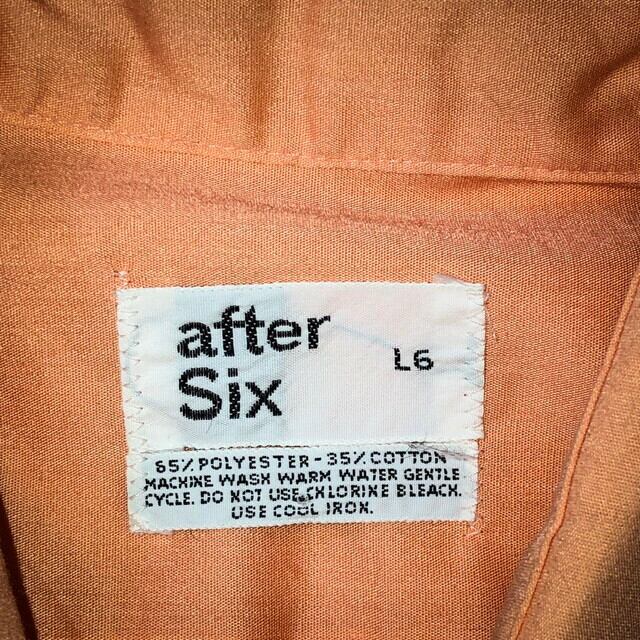 after
Six
L6
65% POLYESTER - 35% COTTON
MACHINE WASH WARM WATER GENTLE
CYCLE. DO NOT USE CHLORINE BLEACH.
USE COOL IRON.